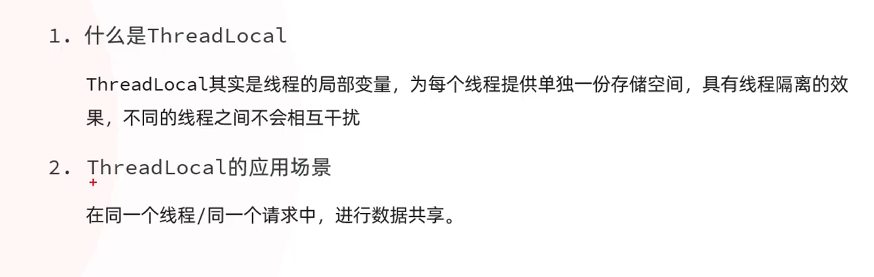 1. 什么是ThreadLocal
ThreadLocal其实是线程的局部变量，为每个线程提供单独一份存储空间，具有线程隔离的效
果，不同的线程之间不会相互干扰
2. ThreadLocal的应用场景
在同一个线程/同一个请求中，进行数据共享。